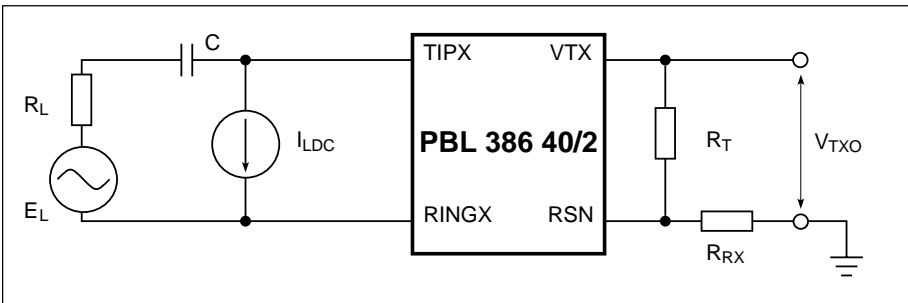 C
TIPX
VTX
RL
ILDC
PBL 386 40/2
RT
VTXO
EL
RINGX
RSN
RRX